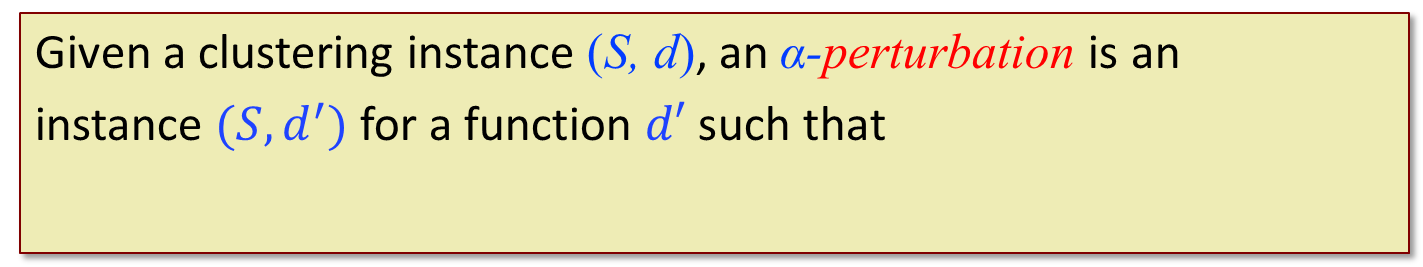 Given a clustering instance (S, d), an α-perturbation is an
instance (S, d′) for a function d′ such that